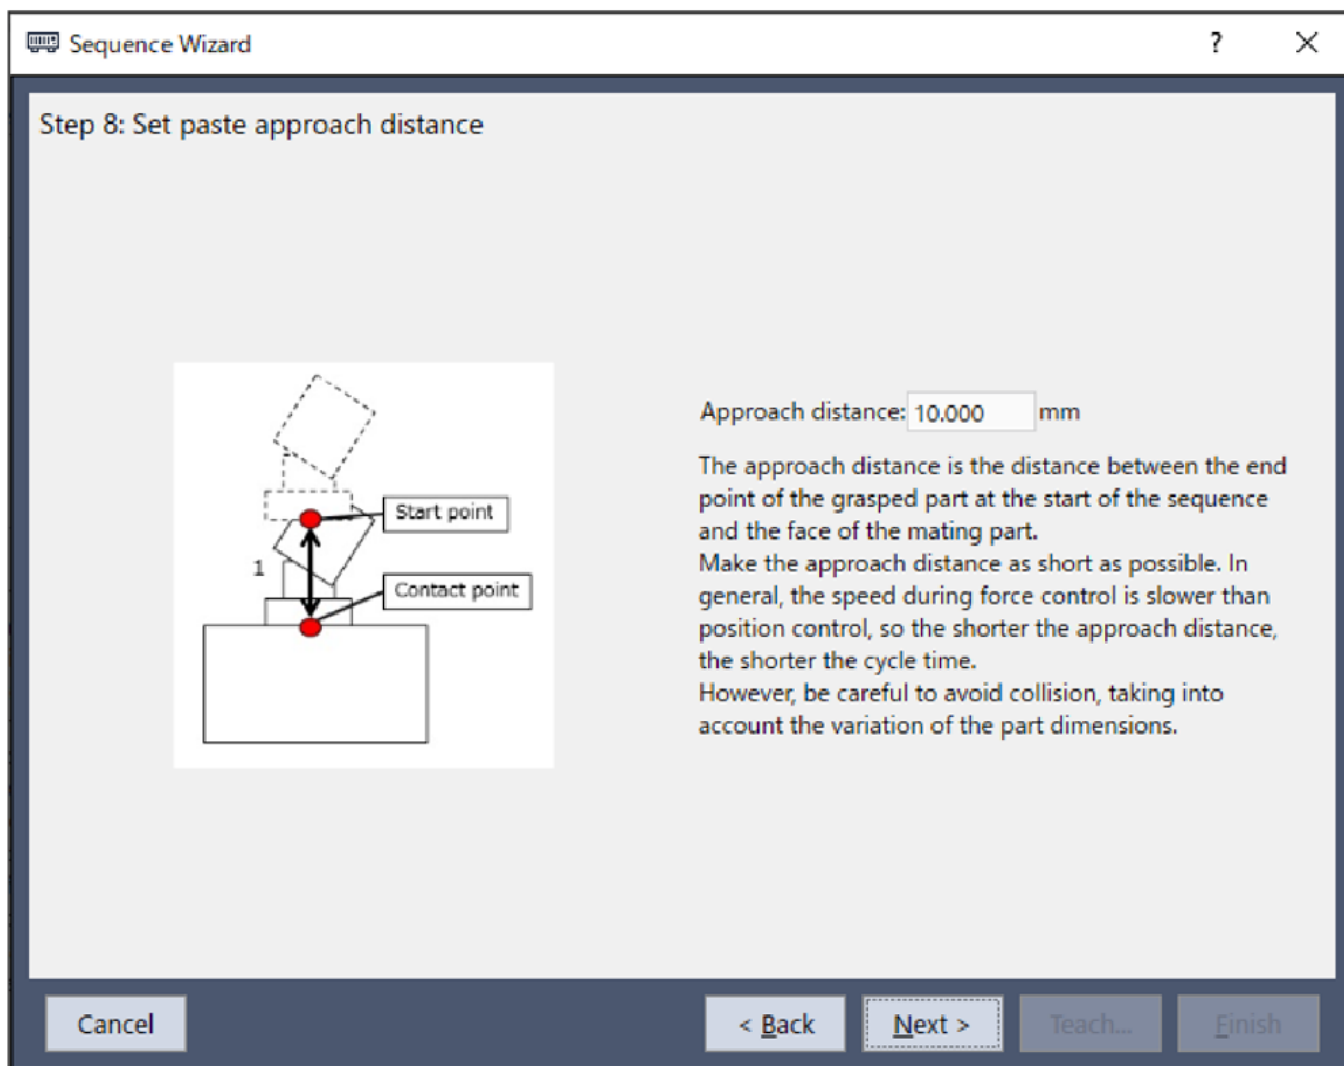 Sequence Wizard
?
Step 8: Set paste approach distance
Start point
1
Contact point
Approach distance: 10.000 mm
The approach distance is the distance between the end
point of the grasped part at the start of the sequence
and the face of the mating part.
Make the approach distance as short as possible. In
general, the speed during force control is slower than
position control, so the shorter the approach distance,
the shorter the cycle time.
However, be careful to avoid collision, taking into
account the variation of the part dimensions.
Cancel
< Back
Next >
Teach...
Finish